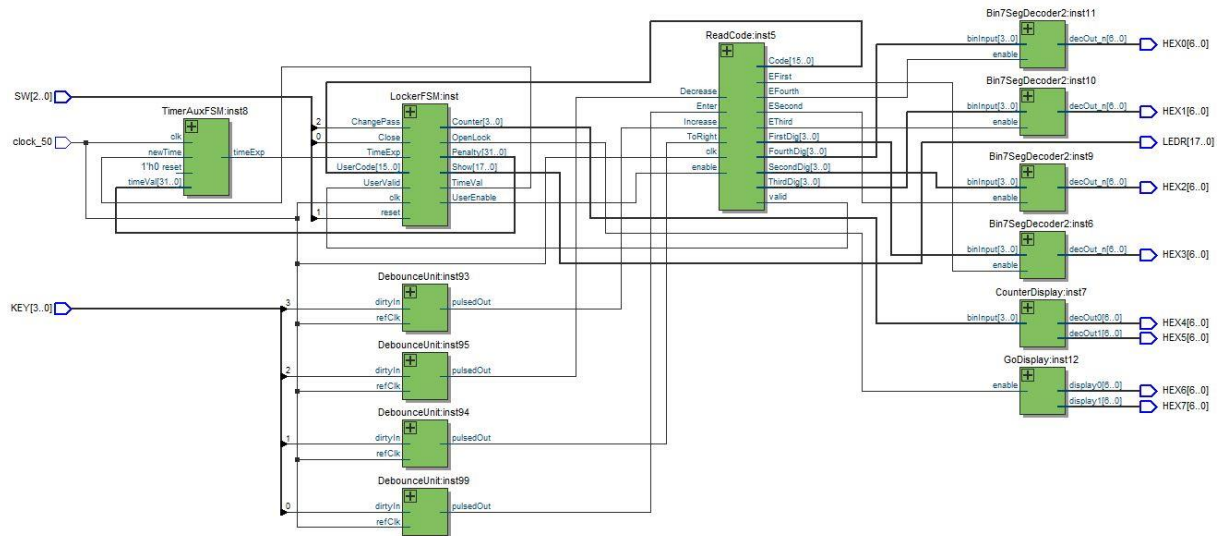 SW[2..0]
clock_50
KEY[3..0]
TimerAuxFSM:inst8
clk
newTime
1'h0 reset
timeVal[31..0]
timeExp
LockerFSM:inst
2
ChangePass
0
Close
TimeExp
UserCode[15..0]
UserValid
clk
1
reset
Counter[3..0]
OpenLock
Penalty[31..0]
Show[17..0]
TimeVal
UserEnable
DebounceUnit:inst93
3
dirtyIn
refClk
pulsedOut
DebounceUnit:inst95
2
dirtyIn
refClk
pulsedOut
DebounceUnit:inst94
1
dirtyIn
refClk
pulsedOut
DebounceUnit:inst99
0
dirtyIn
refClk
pulsedOut
ReadCode:inst5
Decrease
Enter
Increase
ToRight
clk
enable
Code[15..0]
EFirst
EFourth
ESecond
EThird
FirstDig[3..0]
FourthDig[3..0]
SecondDig[3..0]
ThirdDig[3..0]
valid
Bin7SegDecoder2:inst11
binInput[3..0]
enable
decOut_n[6..0]
HEX0[6..0]
Bin7SegDecoder2:inst10
binInput[3..0]
enable
decOut_n[6..0]
HEX1[6..0]
LEDR[17..0]
Bin7SegDecoder2:inst9
binInput[3..0]
enable
decOut_n[6..0]
HEX2[6..0]
Bin7SegDecoder2:inst6
binInput[3..0]
enable
decOut_n[6..0]
HEX3[6..0]
CounterDisplay:inst7
binInput[3..0]
decOut0[6..0]
decOut1[6..0]
HEX4[6..0]
HEX5[6..0]
GoDisplay:inst12
enable
display0[6..0]
display1[6..0]
HEX6[6..0]
HEX7[6..0]